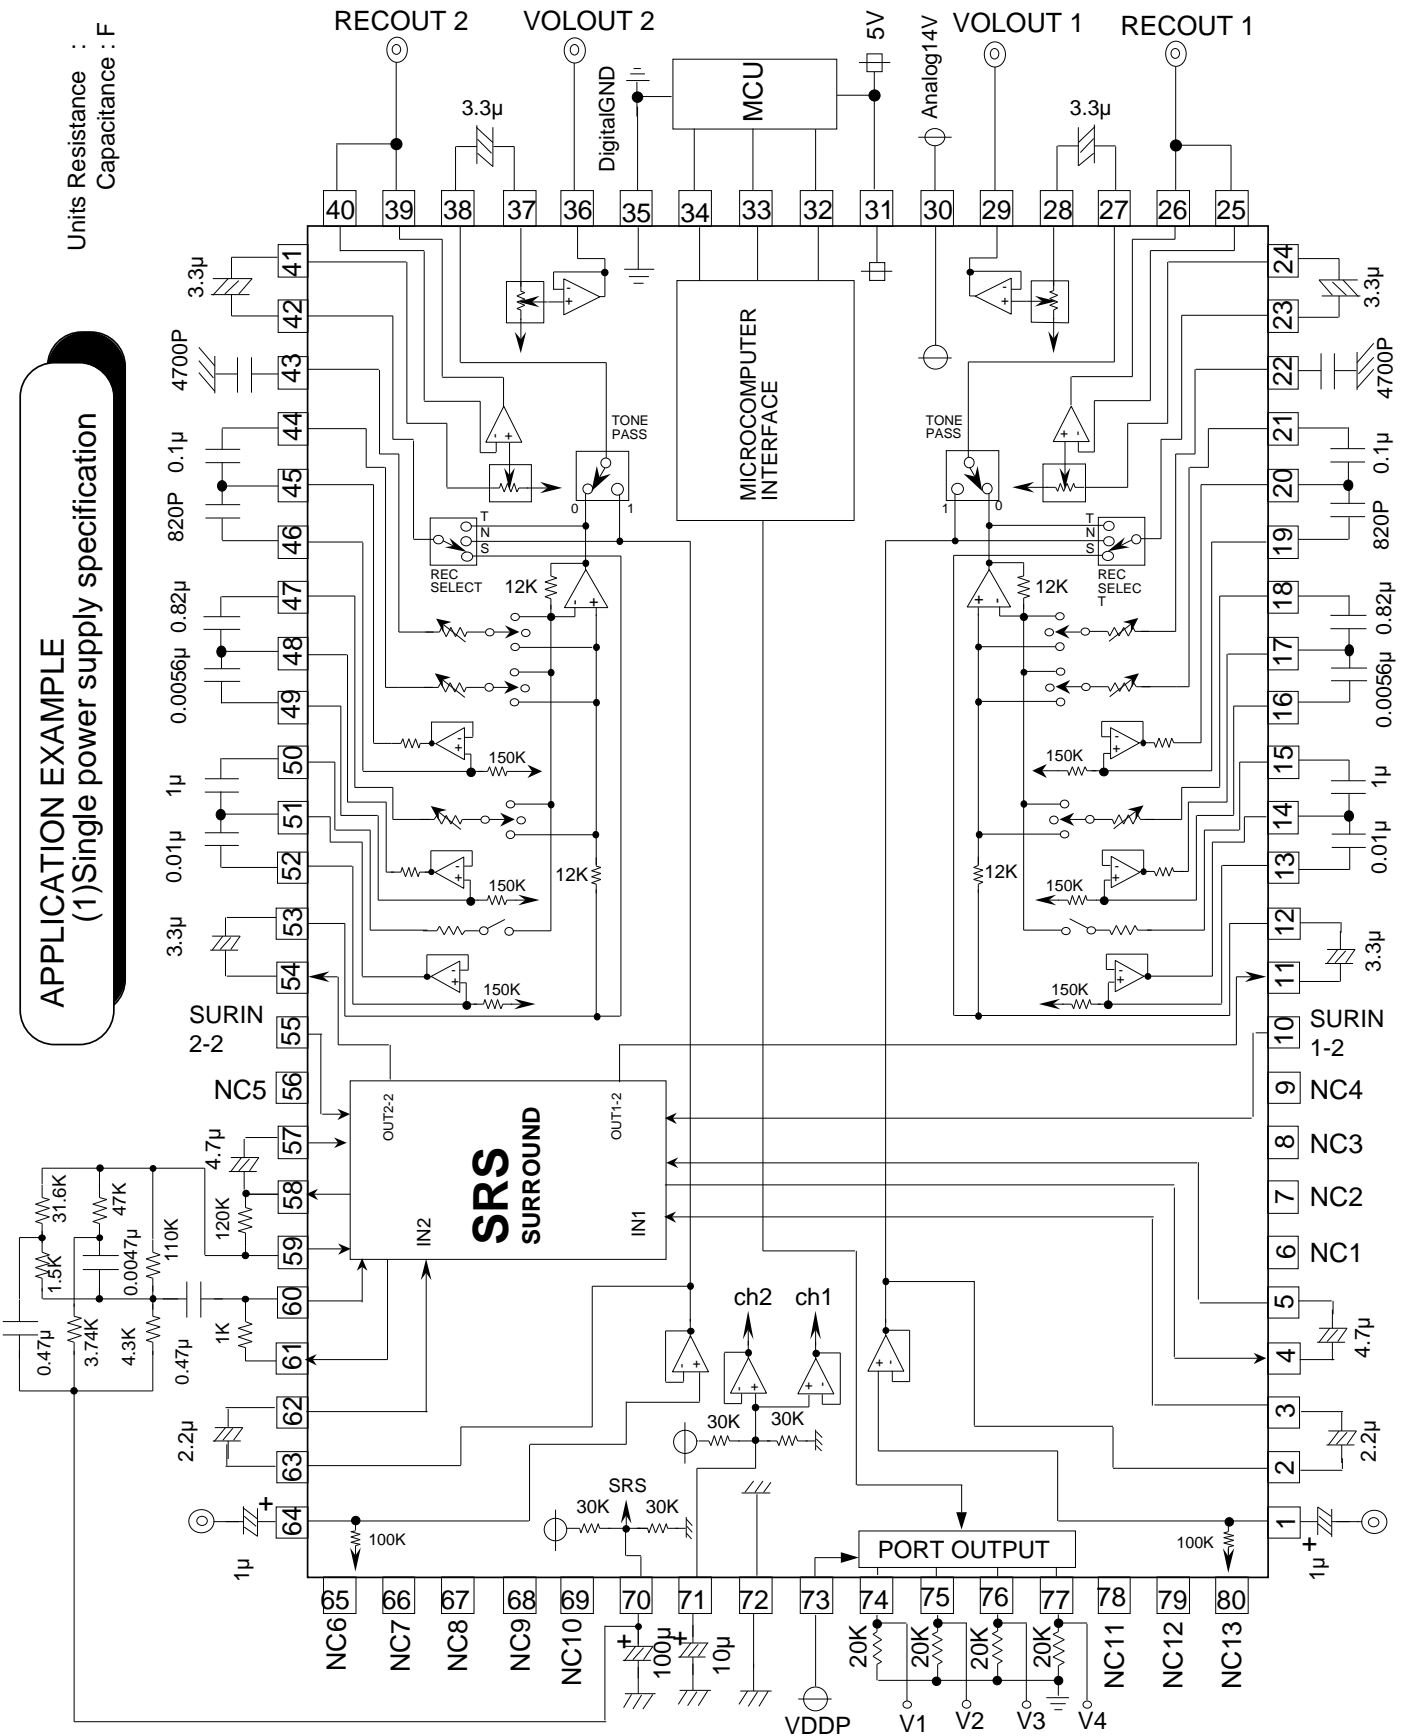 APPLICATION EXAMPLE
(1)Single power supply specification
Units Resistance :
Capacitance : F
RECOUT 2
VOLOUT 2
DigitalGND
MCU
5V
Analog14V
VOLOUT 1
RECOUT 1
3.3µ
3.3µ
40
39
38
37
36
35
34
33
32
31
30
29
28
27
26
25
41
42
43
44
45
46
47
48
49
50
51
52
53
54
55
56
57
58
59
60
61
62
63
64
3.3µ
4700P
0.1µ
820P
0.82µ
0.0056µ
1µ
0.01µ
3.3µ
SURIN
2-2
NC5
4.7µ
120K
31.6K
47K
110K
1.5K
0.0047µ
0.47µ
3.74K
4.3K
0.47µ
1K
2.2µ
1µ
+
24
23
22
21
20
19
18
17
16
15
14
13
12
11
10
9
8
7
6
5
4
3
2
1
3.3µ
4700P
0.1µ
820P
0.82µ
0.0056µ
1µ
0.01µ
3.3µ
SURIN
1-2
NC4
NC3
NC2
NC1
4.7µ
2.2µ
1µ
+
MICROCOMPUTER
INTERFACE
TONE
PASS
0
1
T
N
S
REC
SELECT
12K
150K
150K
12K
150K
TONE
PASS
1
0
T
N
S
REC
SELEC
T
12K
150K
150K
12K
150K
OUT2-2
OUT1-2
SRS
SURROUND
IN2
IN1
ch2
ch1
30K
30K
SRS
30K
30K
100K
100K
PORT OUTPUT
65
66
67
68
69
70
71
72
73
74
75
76
77
78
79
80
NC6
NC7
NC8
NC9
NC10
100µ
+
10µ
+
VDDP
20K
20K
20K
20K
V1
V2
V3
V4
NC11
NC12
NC13